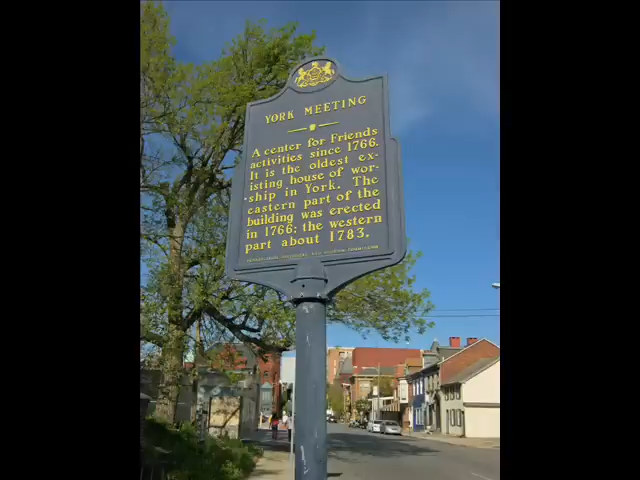 YORK MEETING
A center for Friends
activities since 1766.
It is the oldest ex-
isting house of wor-
ship in York. The
eastern part of the
building was erected
in 1766; the western
part about 1783.